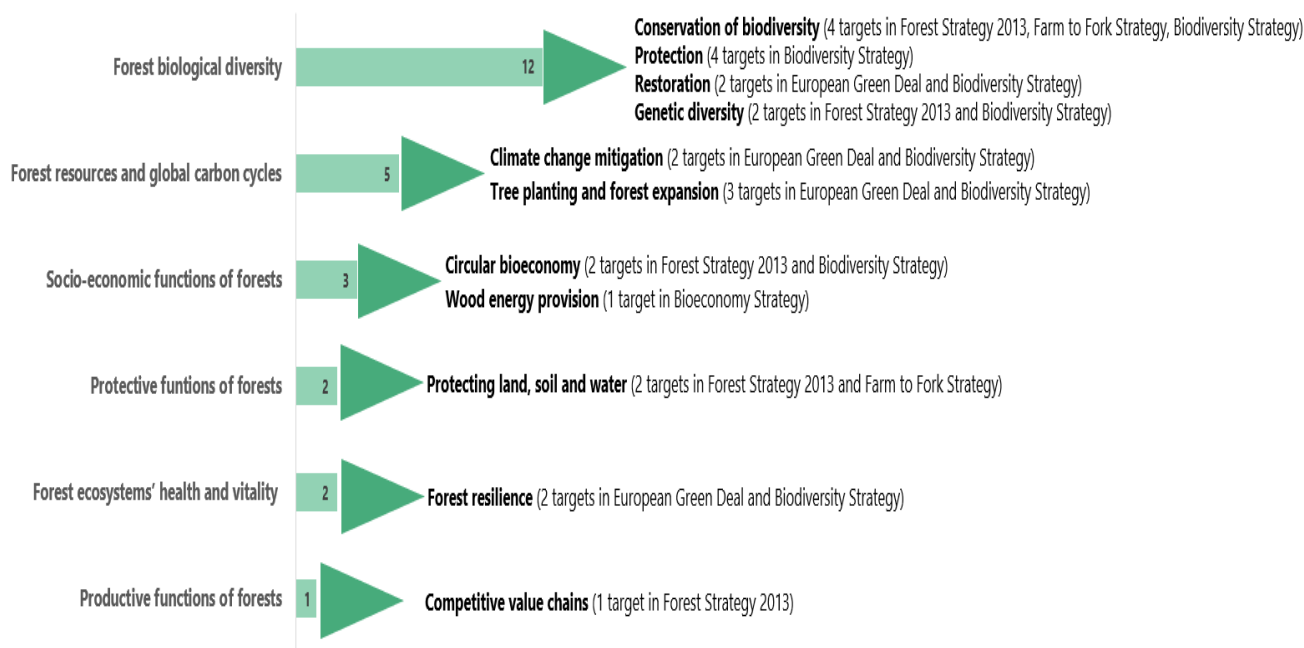 Conservation of biodiversity (4 targets in Forest Strategy 2013, Farm to Fork Strategy, Biodiversity Strategy)
Forest biological diversity
12
Protection (4 targets in Biodiversity Strategy)
Restoration (2 targets in European Green Deal and Biodiversity Strategy)
Genetic diversity (2 targets in Forest Strategy 2013 and Biodiversity Strategy)
Forest resources and global carbon cycles
5
Climate change mitigation (2 targets in European Green Deal and Biodiversity Strategy)
Tree planting and forest expansion (3 targets in European Green Deal and Biodiversity Strategy)
Socio-economic functions of forests
3
Circular bioeconomy (2 targets in Forest Strategy 2013 and Biodiversity Strategy)
Wood energy provision (1 target in Bioeconomy Strategy)
Protective funtions of forests
2
Protecting land, soil and water (2 targets in Forest Strategy 2013 and Farm to Fork Strategy)
Forest ecosystems' health and vitality
2
Forest resilience (2 targets in European Green Deal and Biodiversity Strategy)
Productive functions of forests
1
Competitive value chains (1 target in Forest Strategy 2013)